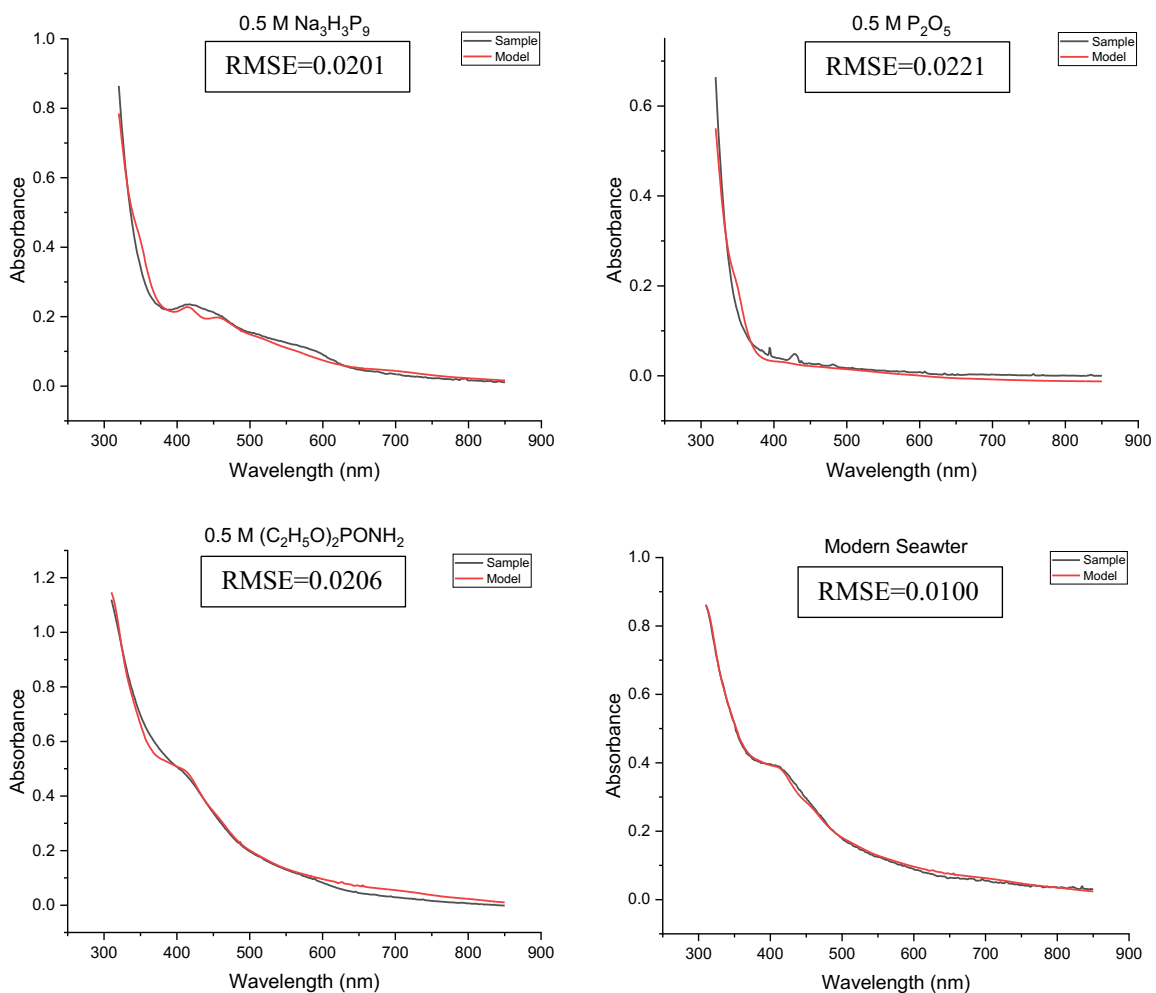 0.5 M Na₃H₃P₉
RMSE=0.0201
Sample
Model
1.0
0.8
0.6
0.4
0.2
0.0
Absorbance
300 400 500 600 700 800 900
Wavelength (nm)
0.5 M P₂O₅
RMSE=0.0221
Sample
Model
0.6
0.4
0.2
0.0
Absorbance
300 400 500 600 700 800 900
Wavelength (nm)
0.5 M (C₂H₅O)₂PONH₂
RMSE=0.0206
Sample
Model
1.2
1.0
0.8
0.6
0.4
0.2
0.0
Absorbance
300 400 500 600 700 800 900
Wavelength (nm)
Modern Seawter
RMSE=0.0100
Sample
Model
1.0
0.8
0.6
0.4
0.2
0.0
Absorbance
300 400 500 600 700 800 900
Wavelength (nm)